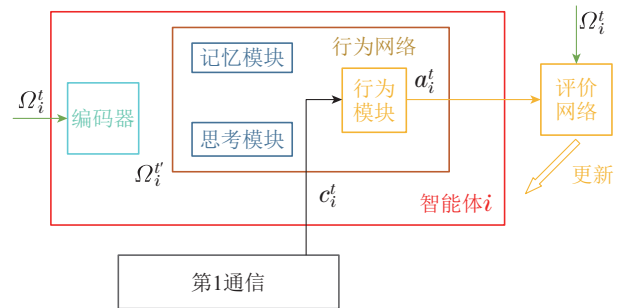 Ω_i^t
记忆模块
行为网络
行为
模块
a_i^t
评价
网络
Ω_i^t
编码器
思考模块
Ω_i^{t'}
更新
c_i^t
智能体i
第1通信